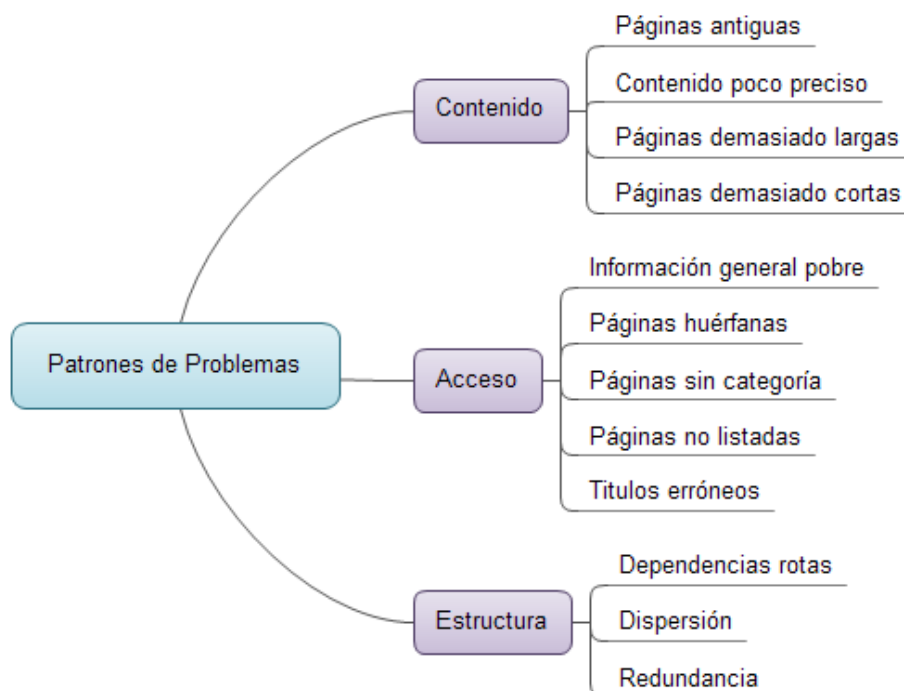 Patrones de Problemas
Contenido
Páginas antiguas
Contenido poco preciso
Páginas demasiado largas
Páginas demasiado cortas
Acceso
Información general pobre
Páginas huérfanas
Páginas sin categoría
Páginas no listadas
Titulos erróneos
Estructura
Dependencias rotas
Dispersión
Redundancia